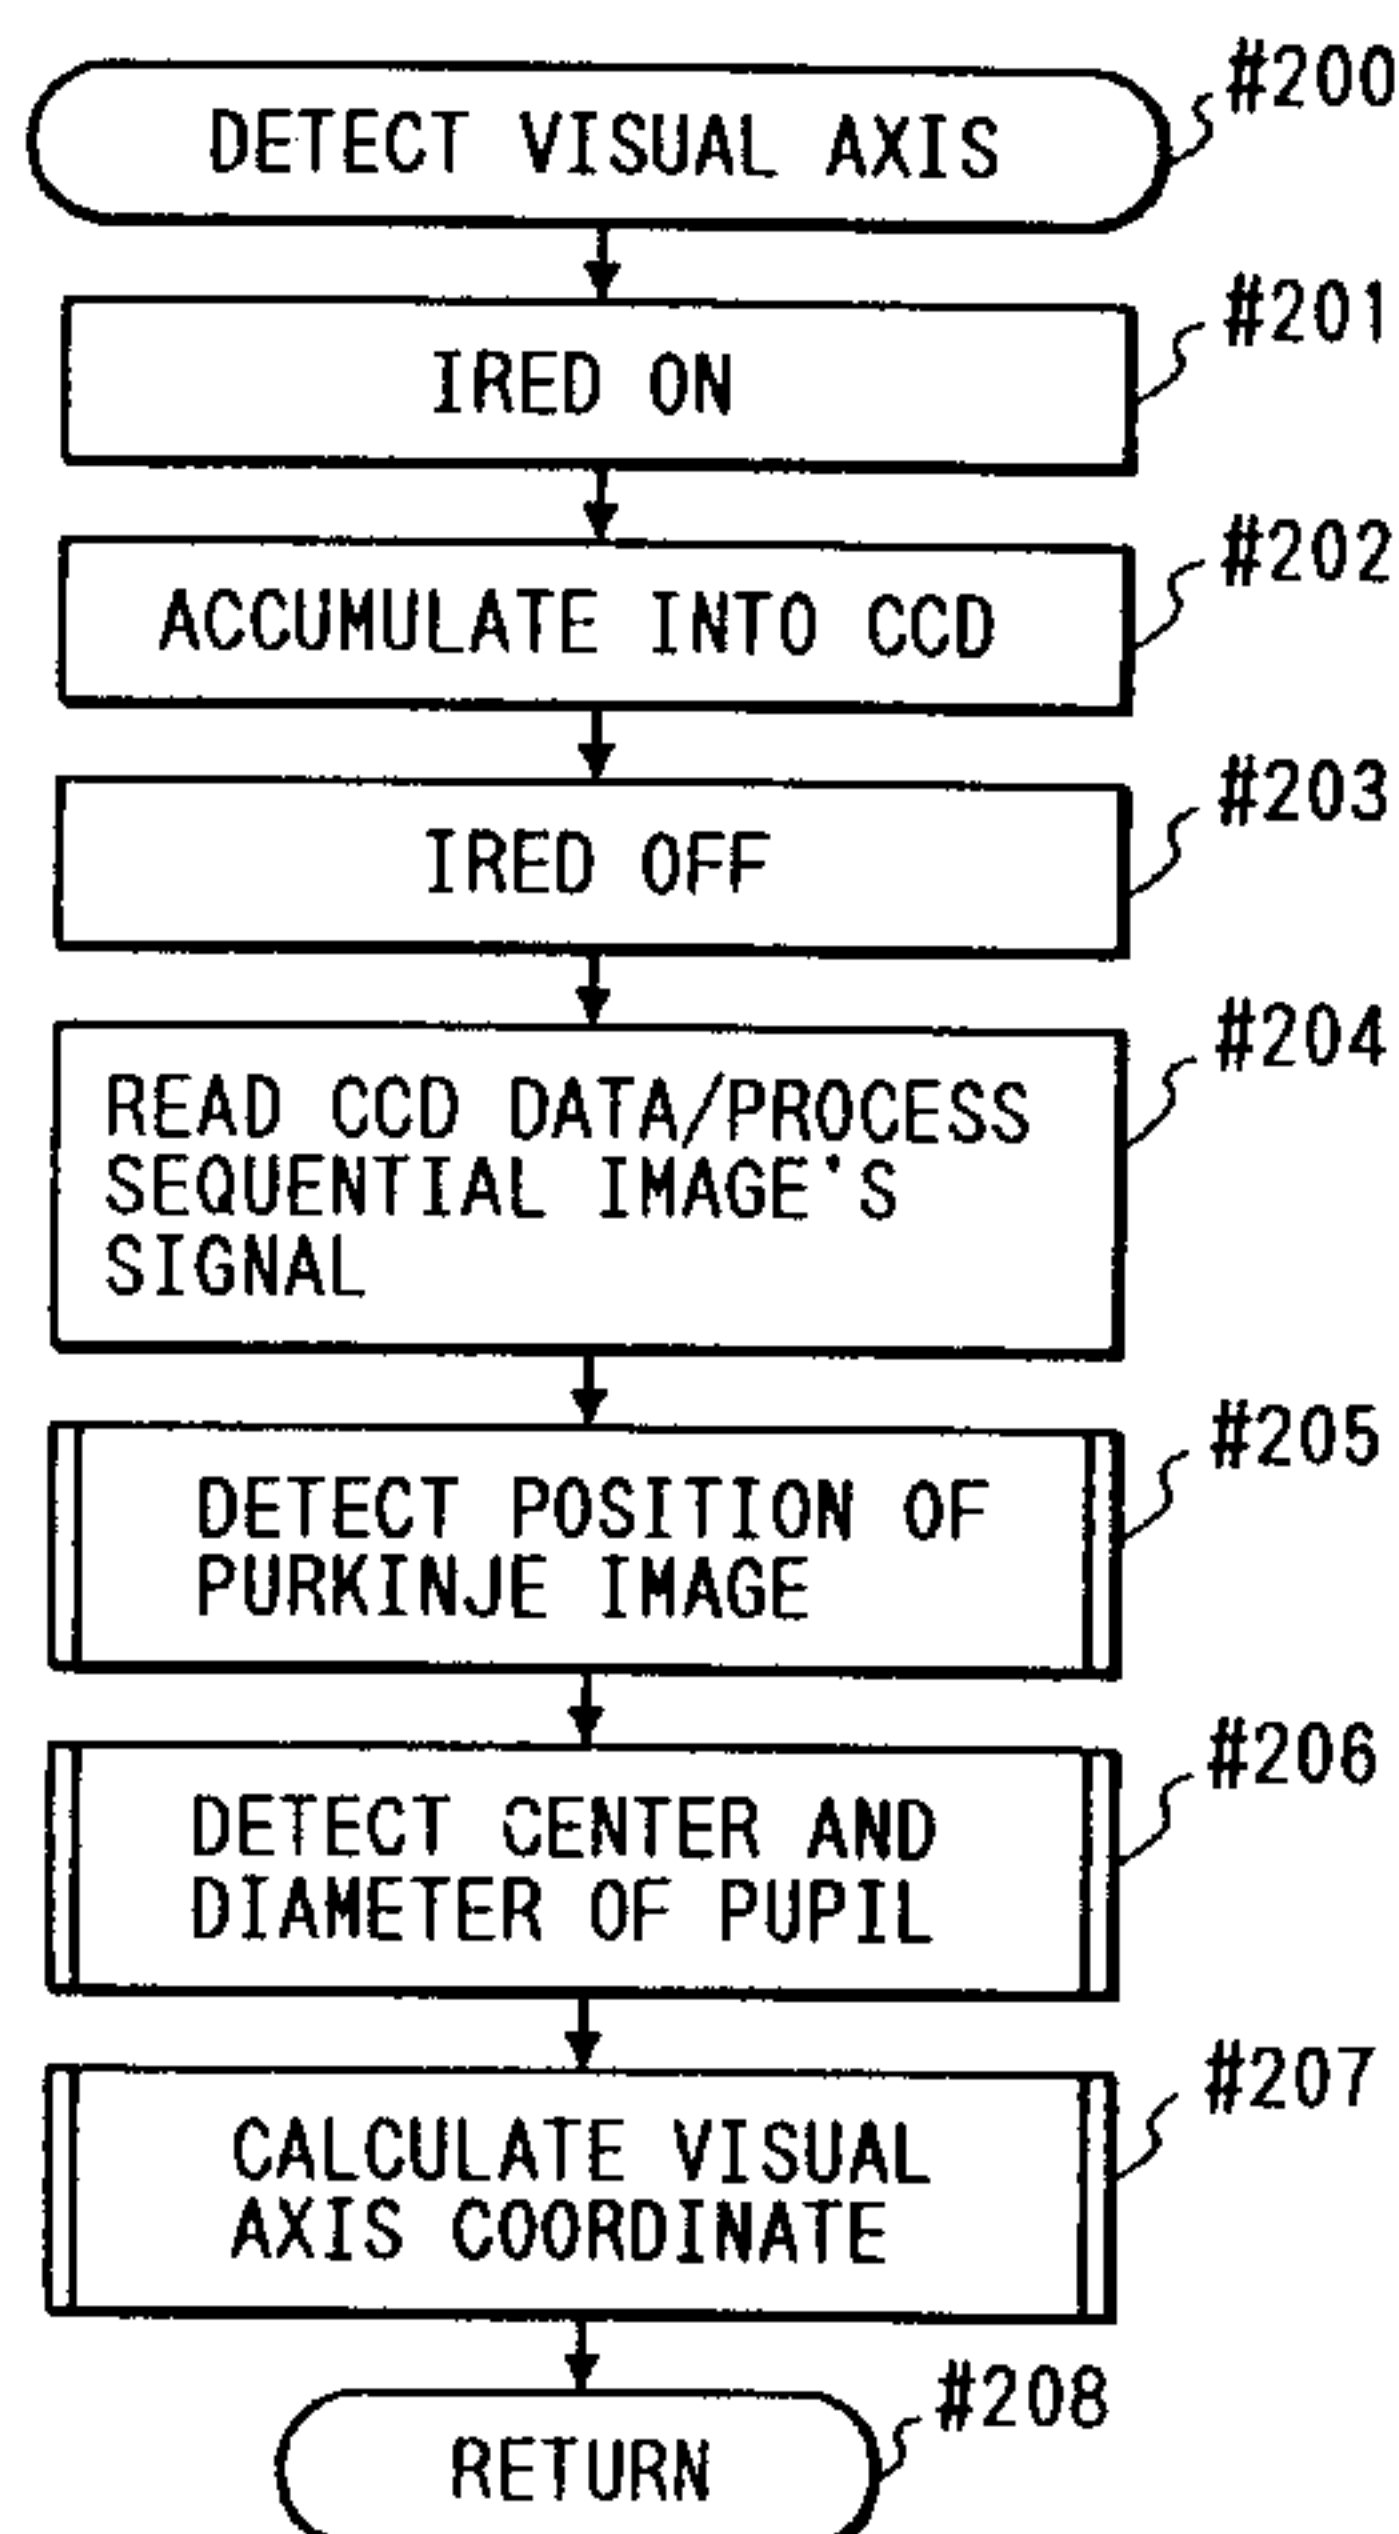 #200
DETECT VISUAL AXIS
#201
IRED ON
#202
ACCUMULATE INTO CCD
#203
IRED OFF
#204
READ CCD DATA/PROCESS
SEQUENTIAL IMAGE'S
SIGNAL
#205
DETECT POSITION OF
PURKINJE IMAGE
#206
DETECT CENTER AND
DIAMETER OF PUPIL
#207
CALCULATE VISUAL
AXIS COORDINATE
#208
RETURN